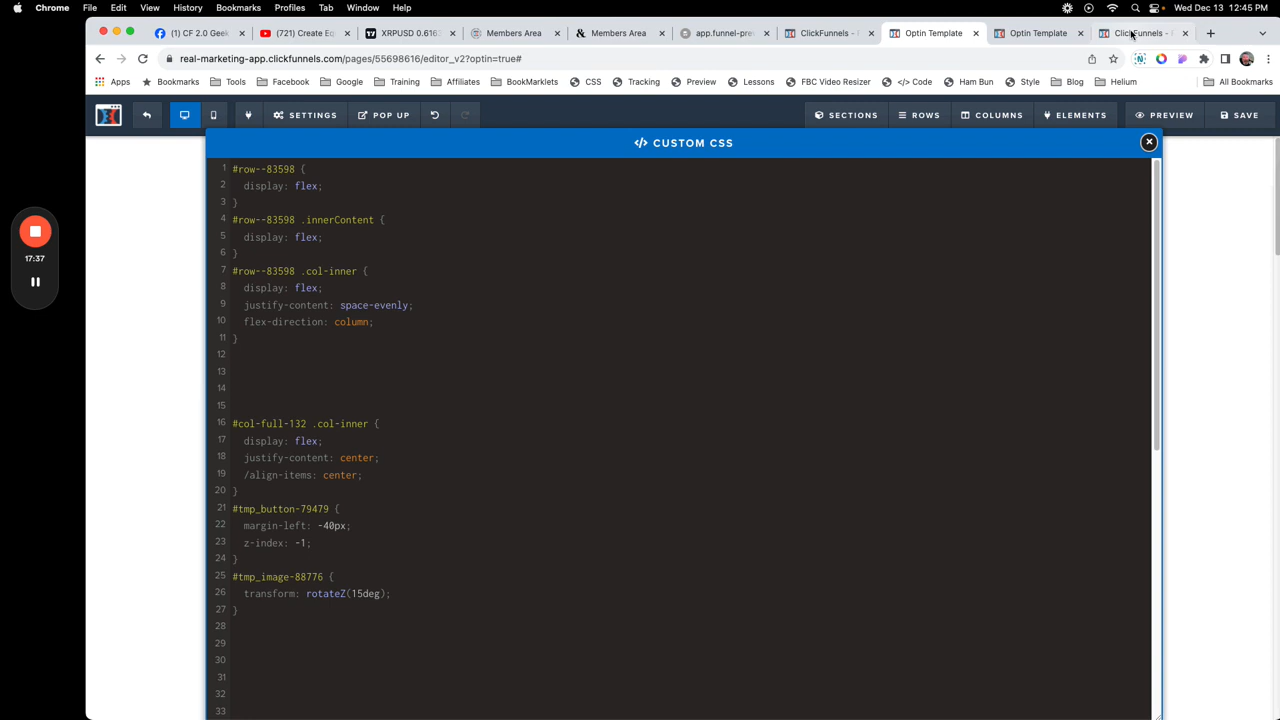 Chrome File Edit View History Bookmarks Profiles Tab Window Help Wed Dec 13 12:45 PM
(1) CF 2.0 Geek (721) Create Eq XRPUSD 0.6163 Members Area Members Area app.funnel-prev ClickFunnels - Optin Template Optin Template ClickFunnels -
real-marketing-app.clickfunnels.com/pages/55698616/editor_v2?optin=true#
Apps Bookmarks Tools Facebook Google Training Affiliates BookMarklets CSS Tracking Preview Lessons FBC Video Resizer </> Code Ham Bun Style Blog Helium All Bookmarks
SETTINGS POP UP SECTIONS ROWS COLUMNS ELEMENTS PREVIEW SAVE
</> CUSTOM CSS
1 #row--83598 {
2 display: flex;
3 }
4 #row--83598 .innerContent {
5 display: flex;
6 }
7 #row--83598 .col-inner {
8 display: flex;
9 justify-content: space-evenly;
10 flex-direction: column;
11 }
12
13
14
15
16 #col-full-132 .col-inner {
17 display: flex;
18 justify-content: center;
19 /align-items: center;
20 }
21 #tmp_button-79479 {
22 margin-left: -40px;
23 z-index: -1;
24 }
25 #tmp_image-88776 {
26 transform: rotateZ(15deg);
27 }
28
29
30
31
32
33
17:37